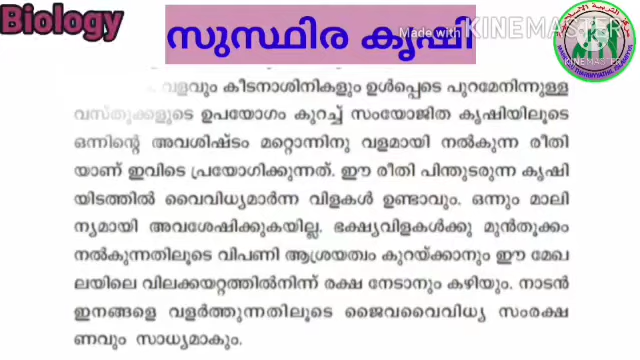 Biology
സുസ്ഥിര കൃഷി
Made with KINEMASTER
വളവും കീടനാശിനികളും ഉൾപ്പെടെ പുറമേനിന്നുള്ള
വസ്തുക്കളുടെ ഉപയോഗം കുറച്ച് സംയോജിത കൃഷിയിലൂടെ
ഒന്നിന്റെ അവശിഷ്ടം മറ്റൊന്നിനു വളമായി നൽകുന്ന രീതി
യാണ് ഇവിടെ പ്രയോഗിക്കുന്നത്. ഈ രീതി പിന്തുടരുന്ന കൃഷി
യിടത്തിൽ വൈവിധ്യമാർന്ന വിളകൾ ഉണ്ടാവും. ഒന്നും മാലി
ന്യമായി അവശേഷിക്കുകയില്ല. ഭക്ഷ്യവിളകൾക്കു മുൻതൂക്കം
നൽകുന്നതിലൂടെ വിപണി ആശ്രയത്വം കുറയ്ക്കാനും ഈ മേഖ
ലയിലെ വിലക്കയറ്റത്തിൽനിന്ന് രക്ഷ നേടാനും കഴിയും. നാടൻ
ഇനങ്ങളെ വളർത്തുന്നതിലൂടെ ജൈവവൈവിധ്യ സംരക്ഷ
ണവും സാധ്യമാകും.